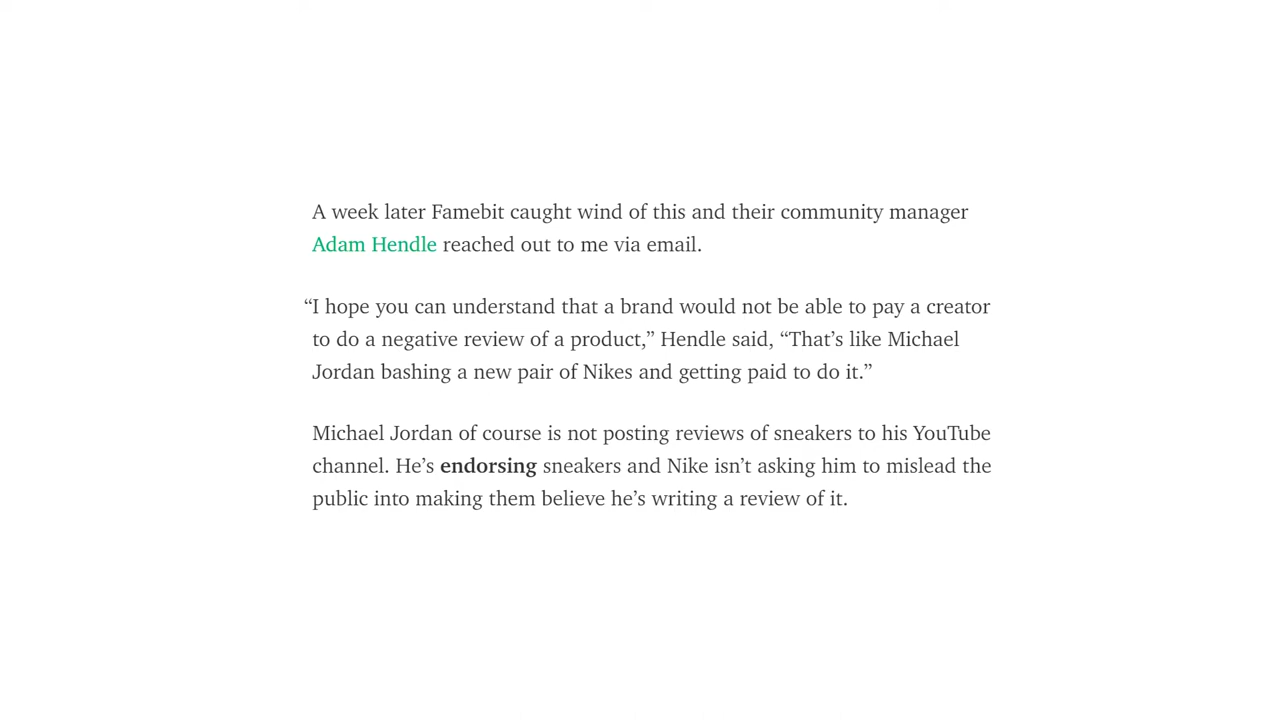 A week later Famebit caught wind of this and their community manager
Adam Hendle reached out to me via email.
“I hope you can understand that a brand would not be able to pay a creator
to do a negative review of a product,” Hendle said, “That’s like Michael
Jordan bashing a new pair of Nikes and getting paid to do it.”
Michael Jordan of course is not posting reviews of sneakers to his YouTube
channel. He’s endorsing sneakers and Nike isn’t asking him to mislead the
public into making them believe he’s writing a review of it.